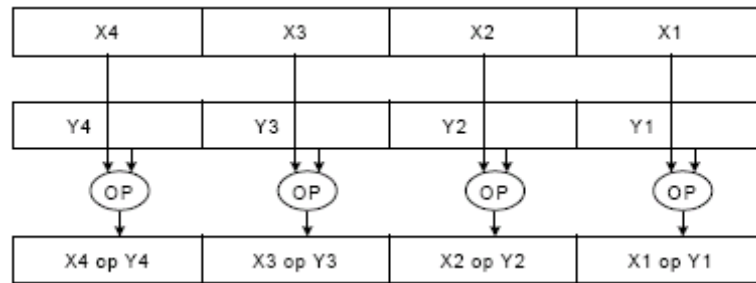 X4 X3 X2 X1
Y4 Y3 Y2 Y1
OP OP OP OP
X4 op Y4 X3 op Y3 X2 op Y2 X1 op Y1